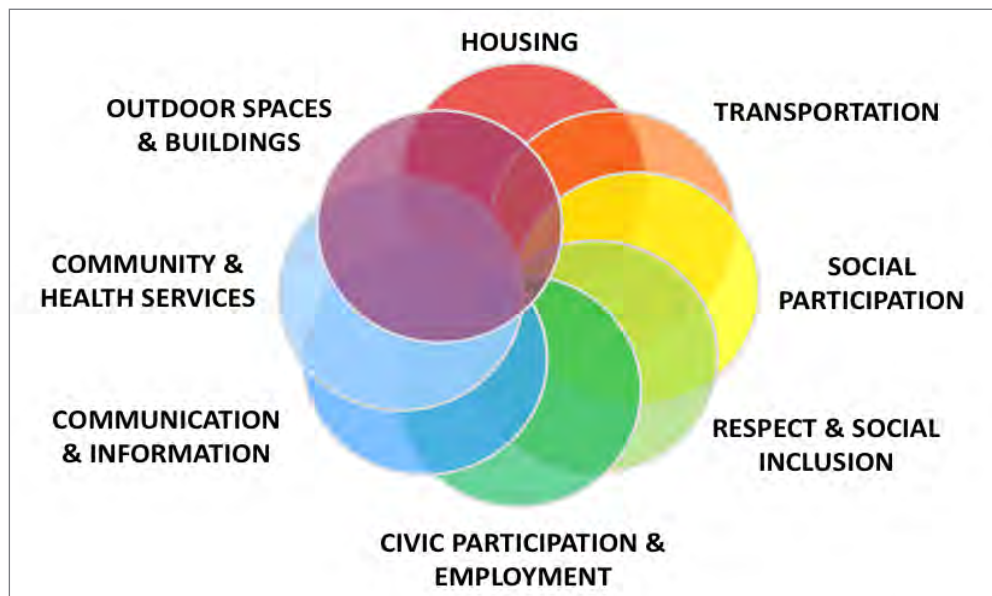 HOUSING
TRANSPORTATION
SOCIAL
PARTICIPATION
RESPECT & SOCIAL
INCLUSION
CIVIC PARTICIPATION &
EMPLOYMENT
COMMUNICATION
& INFORMATION
COMMUNITY &
HEALTH SERVICES
OUTDOOR SPACES
& BUILDINGS